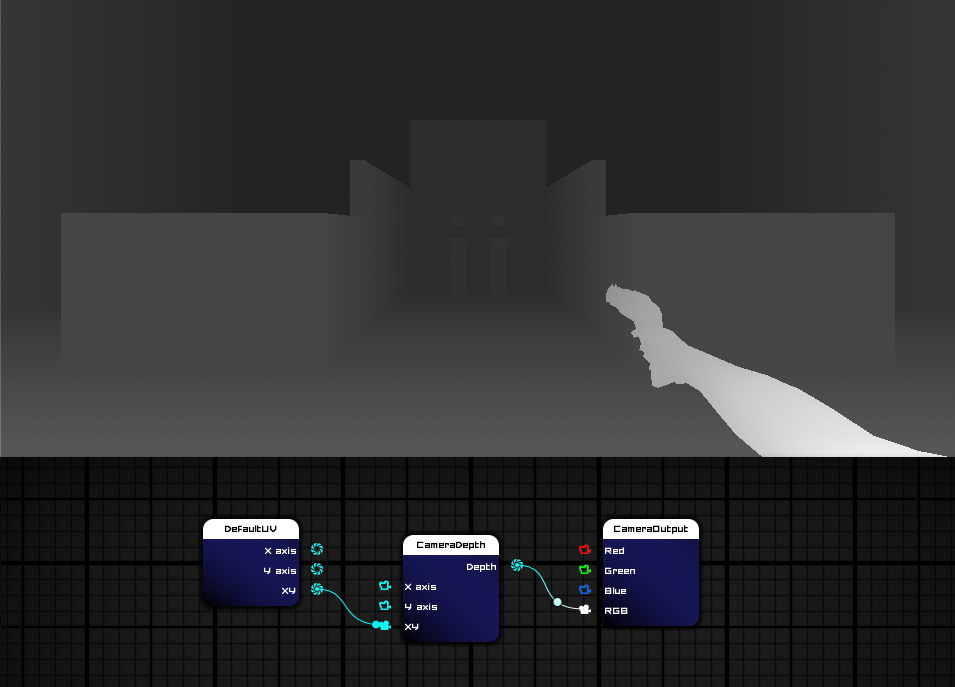 DefaultUV
X axis
Y axis
XY
CameraDepth
Depth
X axis
Y axis
XY
CameraOutput
Red
Green
Blue
RGB